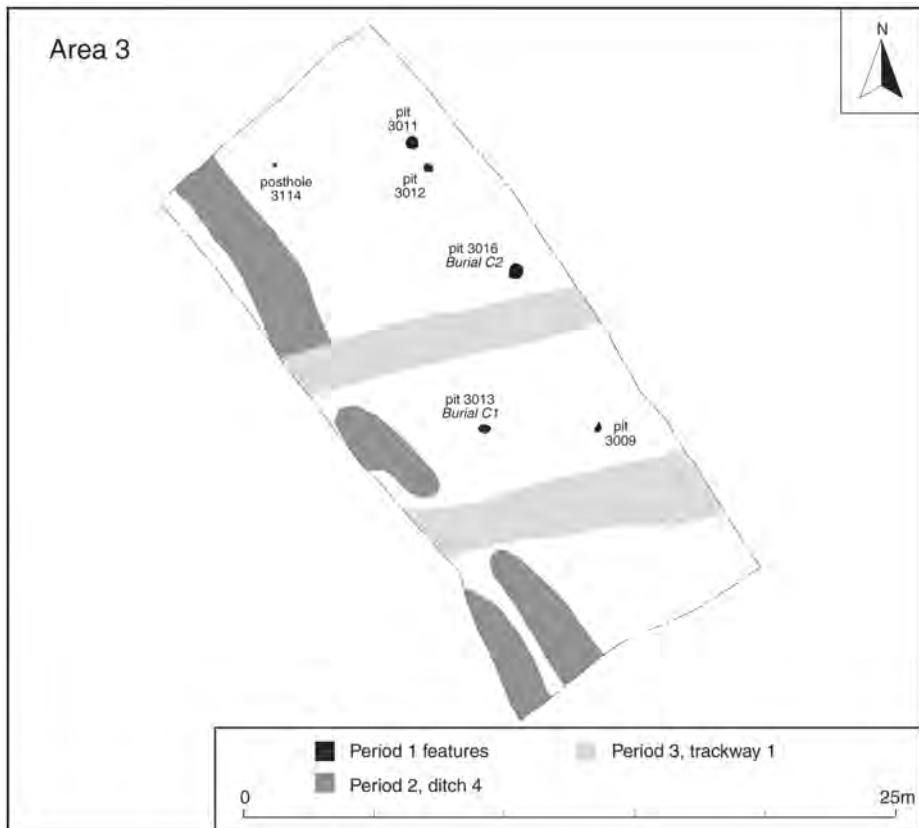 Area 3
N
pit
3011
posthole
3114
pit
3012
pit 3016
Burial C2
pit 3013
Burial C1
pit
3009
Period 1 features
Period 3, trackway 1
Period 2, ditch 4
0
25m